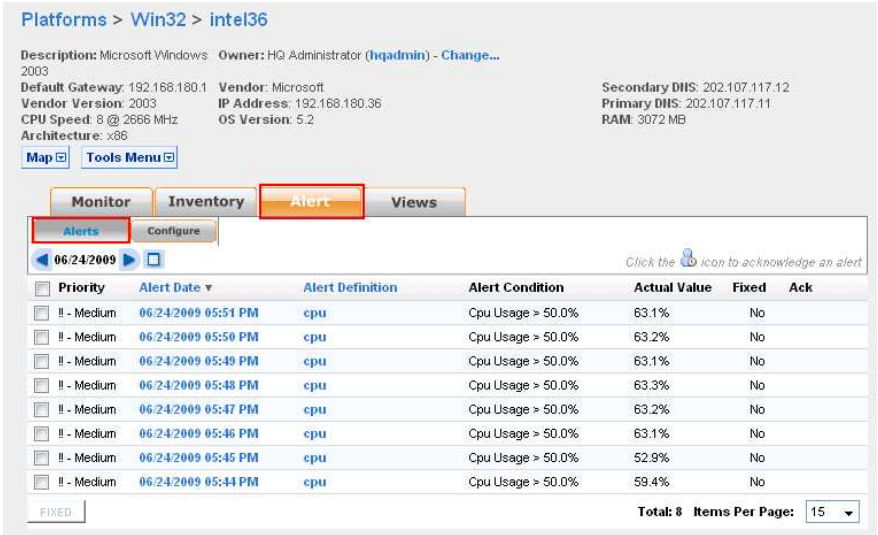 Platforms > Win32 > intel36
Description: Microsoft Windows 2003 Owner: HQ Administrator (hqadmin) - Change...
Default Gateway: 192.168.180.1 Vendor: Microsoft Secondary DNS: 202.107.117.12
Vendor Version: 2003 IP Address: 192.168.180.36 Primary DNS: 202.107.117.11
CPU Speed: 8 @ 2666 MHz OS Version: 5.2 RAM: 3072 MB
Architecture: x86
Map Tools Menu
Monitor Inventory Alert Views
Alerts Configure
06/24/2009 Click the icon to acknowledge an alert
Priority Alert Date Alert Definition Alert Condition Actual Value Fixed Ack
!! - Medium 06/24/2009 05:51 PM cpu Cpu Usage > 50.0% 63.1% No
!! - Medium 06/24/2009 05:50 PM cpu Cpu Usage > 50.0% 63.2% No
!! - Medium 06/24/2009 05:49 PM cpu Cpu Usage > 50.0% 63.1% No
!! - Medium 06/24/2009 05:48 PM cpu Cpu Usage > 50.0% 63.3% No
!! - Medium 06/24/2009 05:47 PM cpu Cpu Usage > 50.0% 63.2% No
!! - Medium 06/24/2009 05:46 PM cpu Cpu Usage > 50.0% 63.1% No
!! - Medium 06/24/2009 05:45 PM cpu Cpu Usage > 50.0% 52.9% No
!! - Medium 06/24/2009 05:44 PM cpu Cpu Usage > 50.0% 59.4% No
FIXED Total: 8 Items Per Page: 15